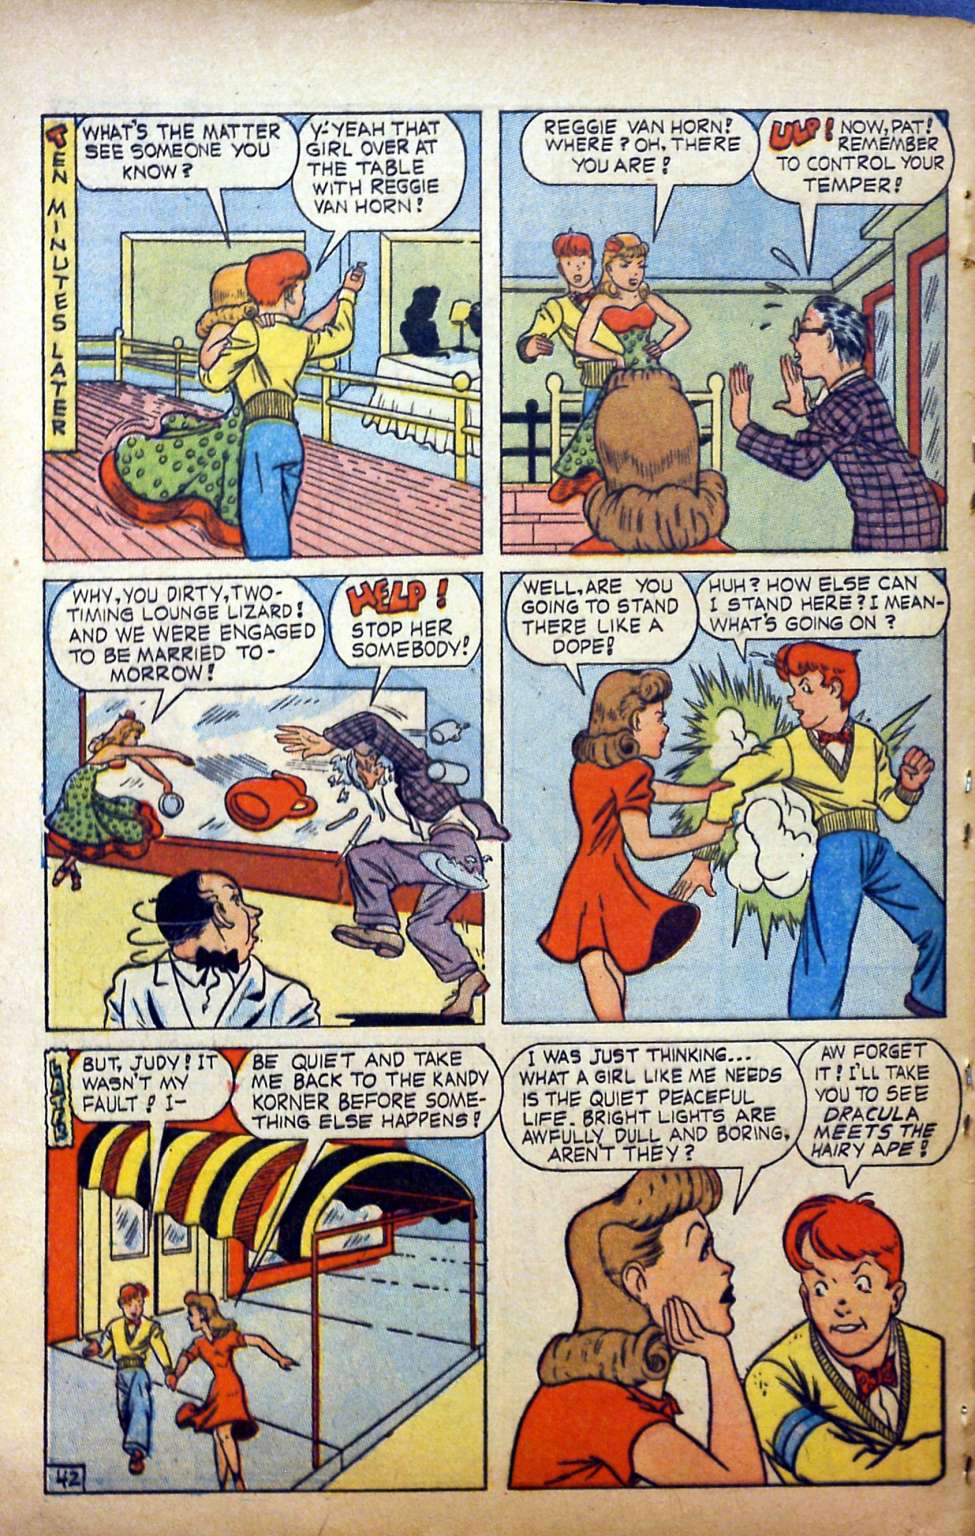 TEN MINUTES LATER
WHAT'S THE MATTER
SEE SOMEONE YOU
KNOW?
Y-YEAH THAT
GIRL OVER AT
THE TABLE
WITH REGGIE
VAN HORN!
REGGIE VAN HORN!
WHERE? OH, THERE
YOU ARE!
ULP! NOW, PAT!
REMEMBER
TO CONTROL YOUR
TEMPER!
WHY, YOU DIRTY, TWO-
TIMING LOUNGE LIZARD!
AND WE WERE ENGAGED
TO BE MARRIED TO-
MORROW!
HELP!
STOP HER
SOMEBODY!
WELL, ARE YOU
GOING TO STAND
THERE LIKE A
DOPE!
HUH? HOW ELSE CAN
I STAND HERE? I MEAN-
WHAT'S GOING ON?
LATER
BUT, JUDY! IT
WASN'T MY
FAULT! I-
BE QUIET AND TAKE
ME BACK TO THE KANDY
KORNER BEFORE SOME-
THING ELSE HAPPENS!
I WAS JUST THINKING...
WHAT A GIRL LIKE ME NEEDS
IS THE QUIET PEACEFUL
LIFE. BRIGHT LIGHTS ARE
AWFULLY DULL AND BORING,
AREN'T THEY?
AW FORGET
IT! I'LL TAKE
YOU TO SEE
DRACULA
MEETS THE
HAIRY APE!
42